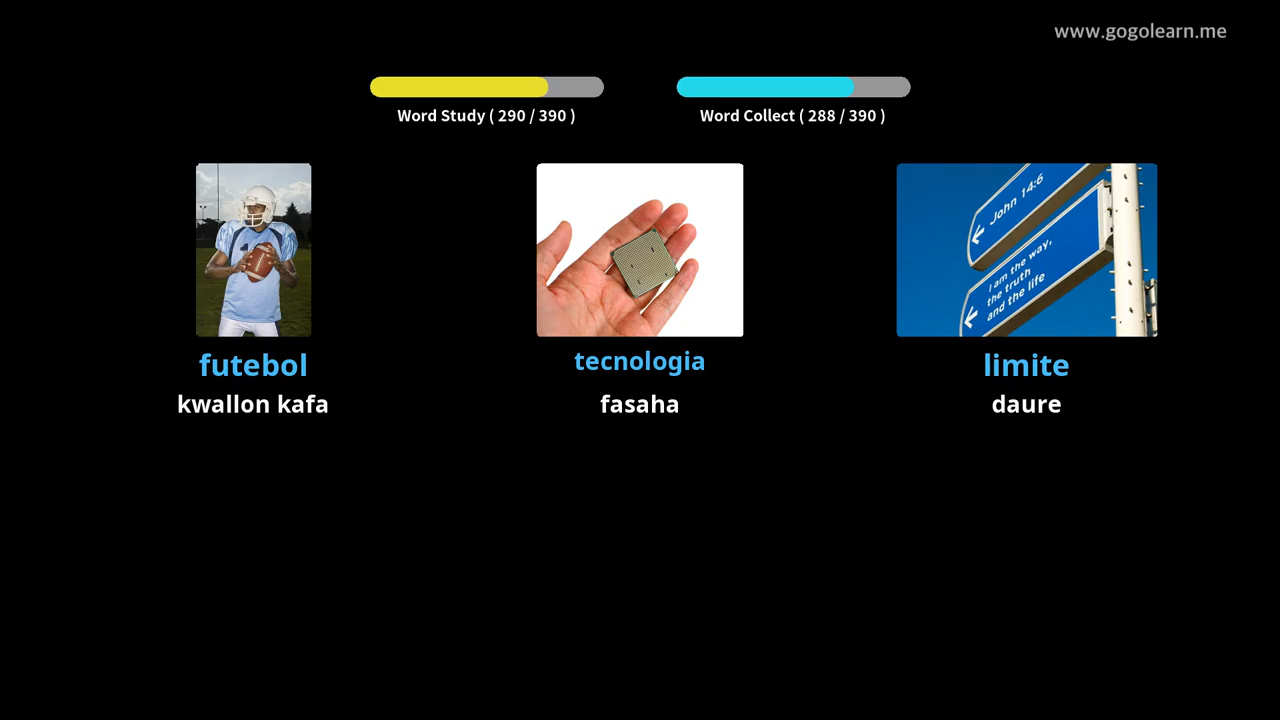 www.gogolearn.me
Word Study ( 290 / 390 )
Word Collect ( 288 / 390 )
John 14:6
I am the way,
the truth
and the life
futebol
tecnologia
limite
kwallon kafa
fasaha
daure